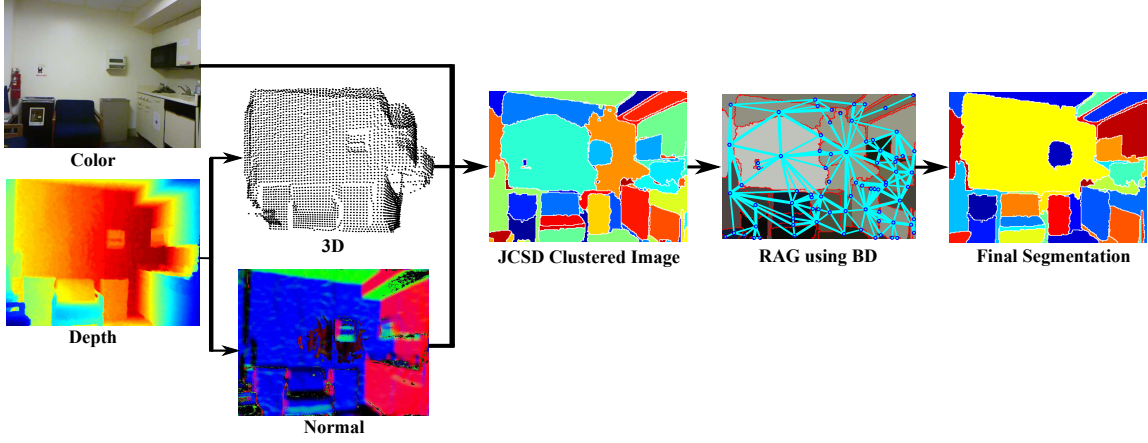 Color
3D
JCSD Clustered Image
RAG using BD
Final Segmentation
Depth
Normal